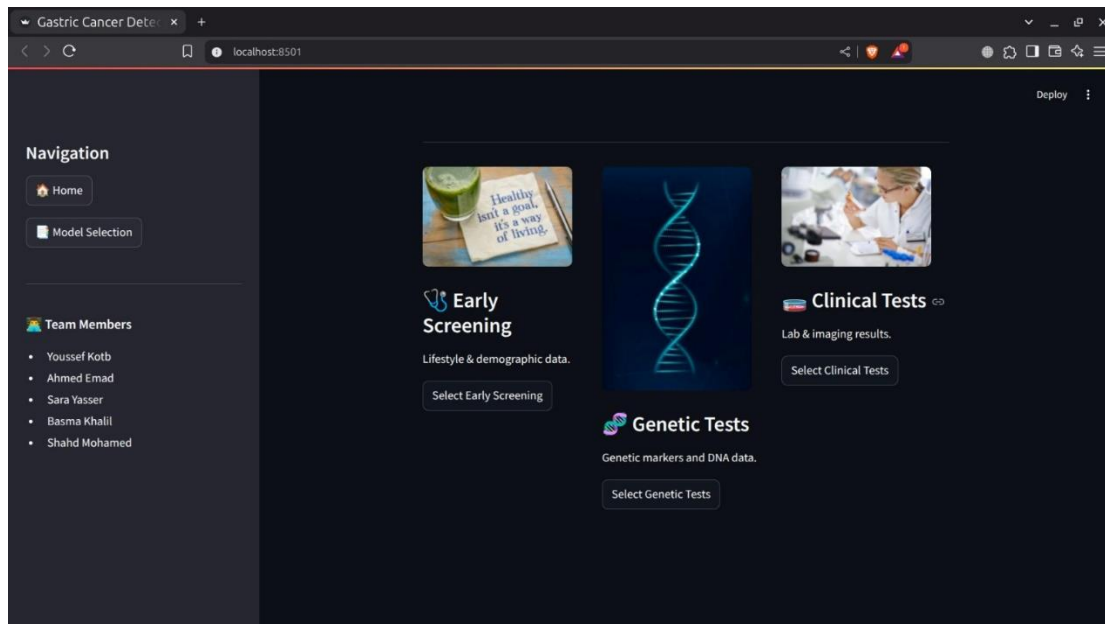 Gastric Cancer Detec
localhost:8501
Deploy
Navigation
Home
Model Selection
Team Members
Youssef Kotb
Ahmed Emad
Sara Yasser
Basma Khalil
Shahd Mohamed
Healthy
isn't a goal,
it's a way
of living.
Early
Screening
Lifestyle & demographic data.
Select Early Screening
Genetic Tests
Genetic markers and DNA data.
Select Genetic Tests
Clinical Tests
Lab & imaging results.
Select Clinical Tests